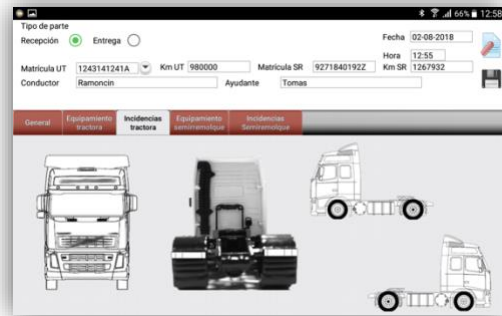 66% 12:58
Tipo de parte
Recepción Entrega
Fecha 02-08-2018
Hora 12:55
Matrícula UT 1243141241A Km UT 980000 Matrícula SR 9271840192Z Km SR 1267932
Conductor Ramoncin Ayudante Tomas
General Equipamiento tractora Incidencias tractora Equipamiento semirremolque Incidencias Semiremolque